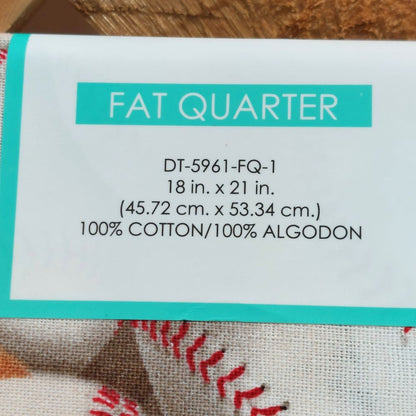 FAT QUARTER
DT-5961-FQ-1
18 in. x 21 in.
(45.72 cm. x 53.34 cm.)
100% COTTON/100% ALGODON